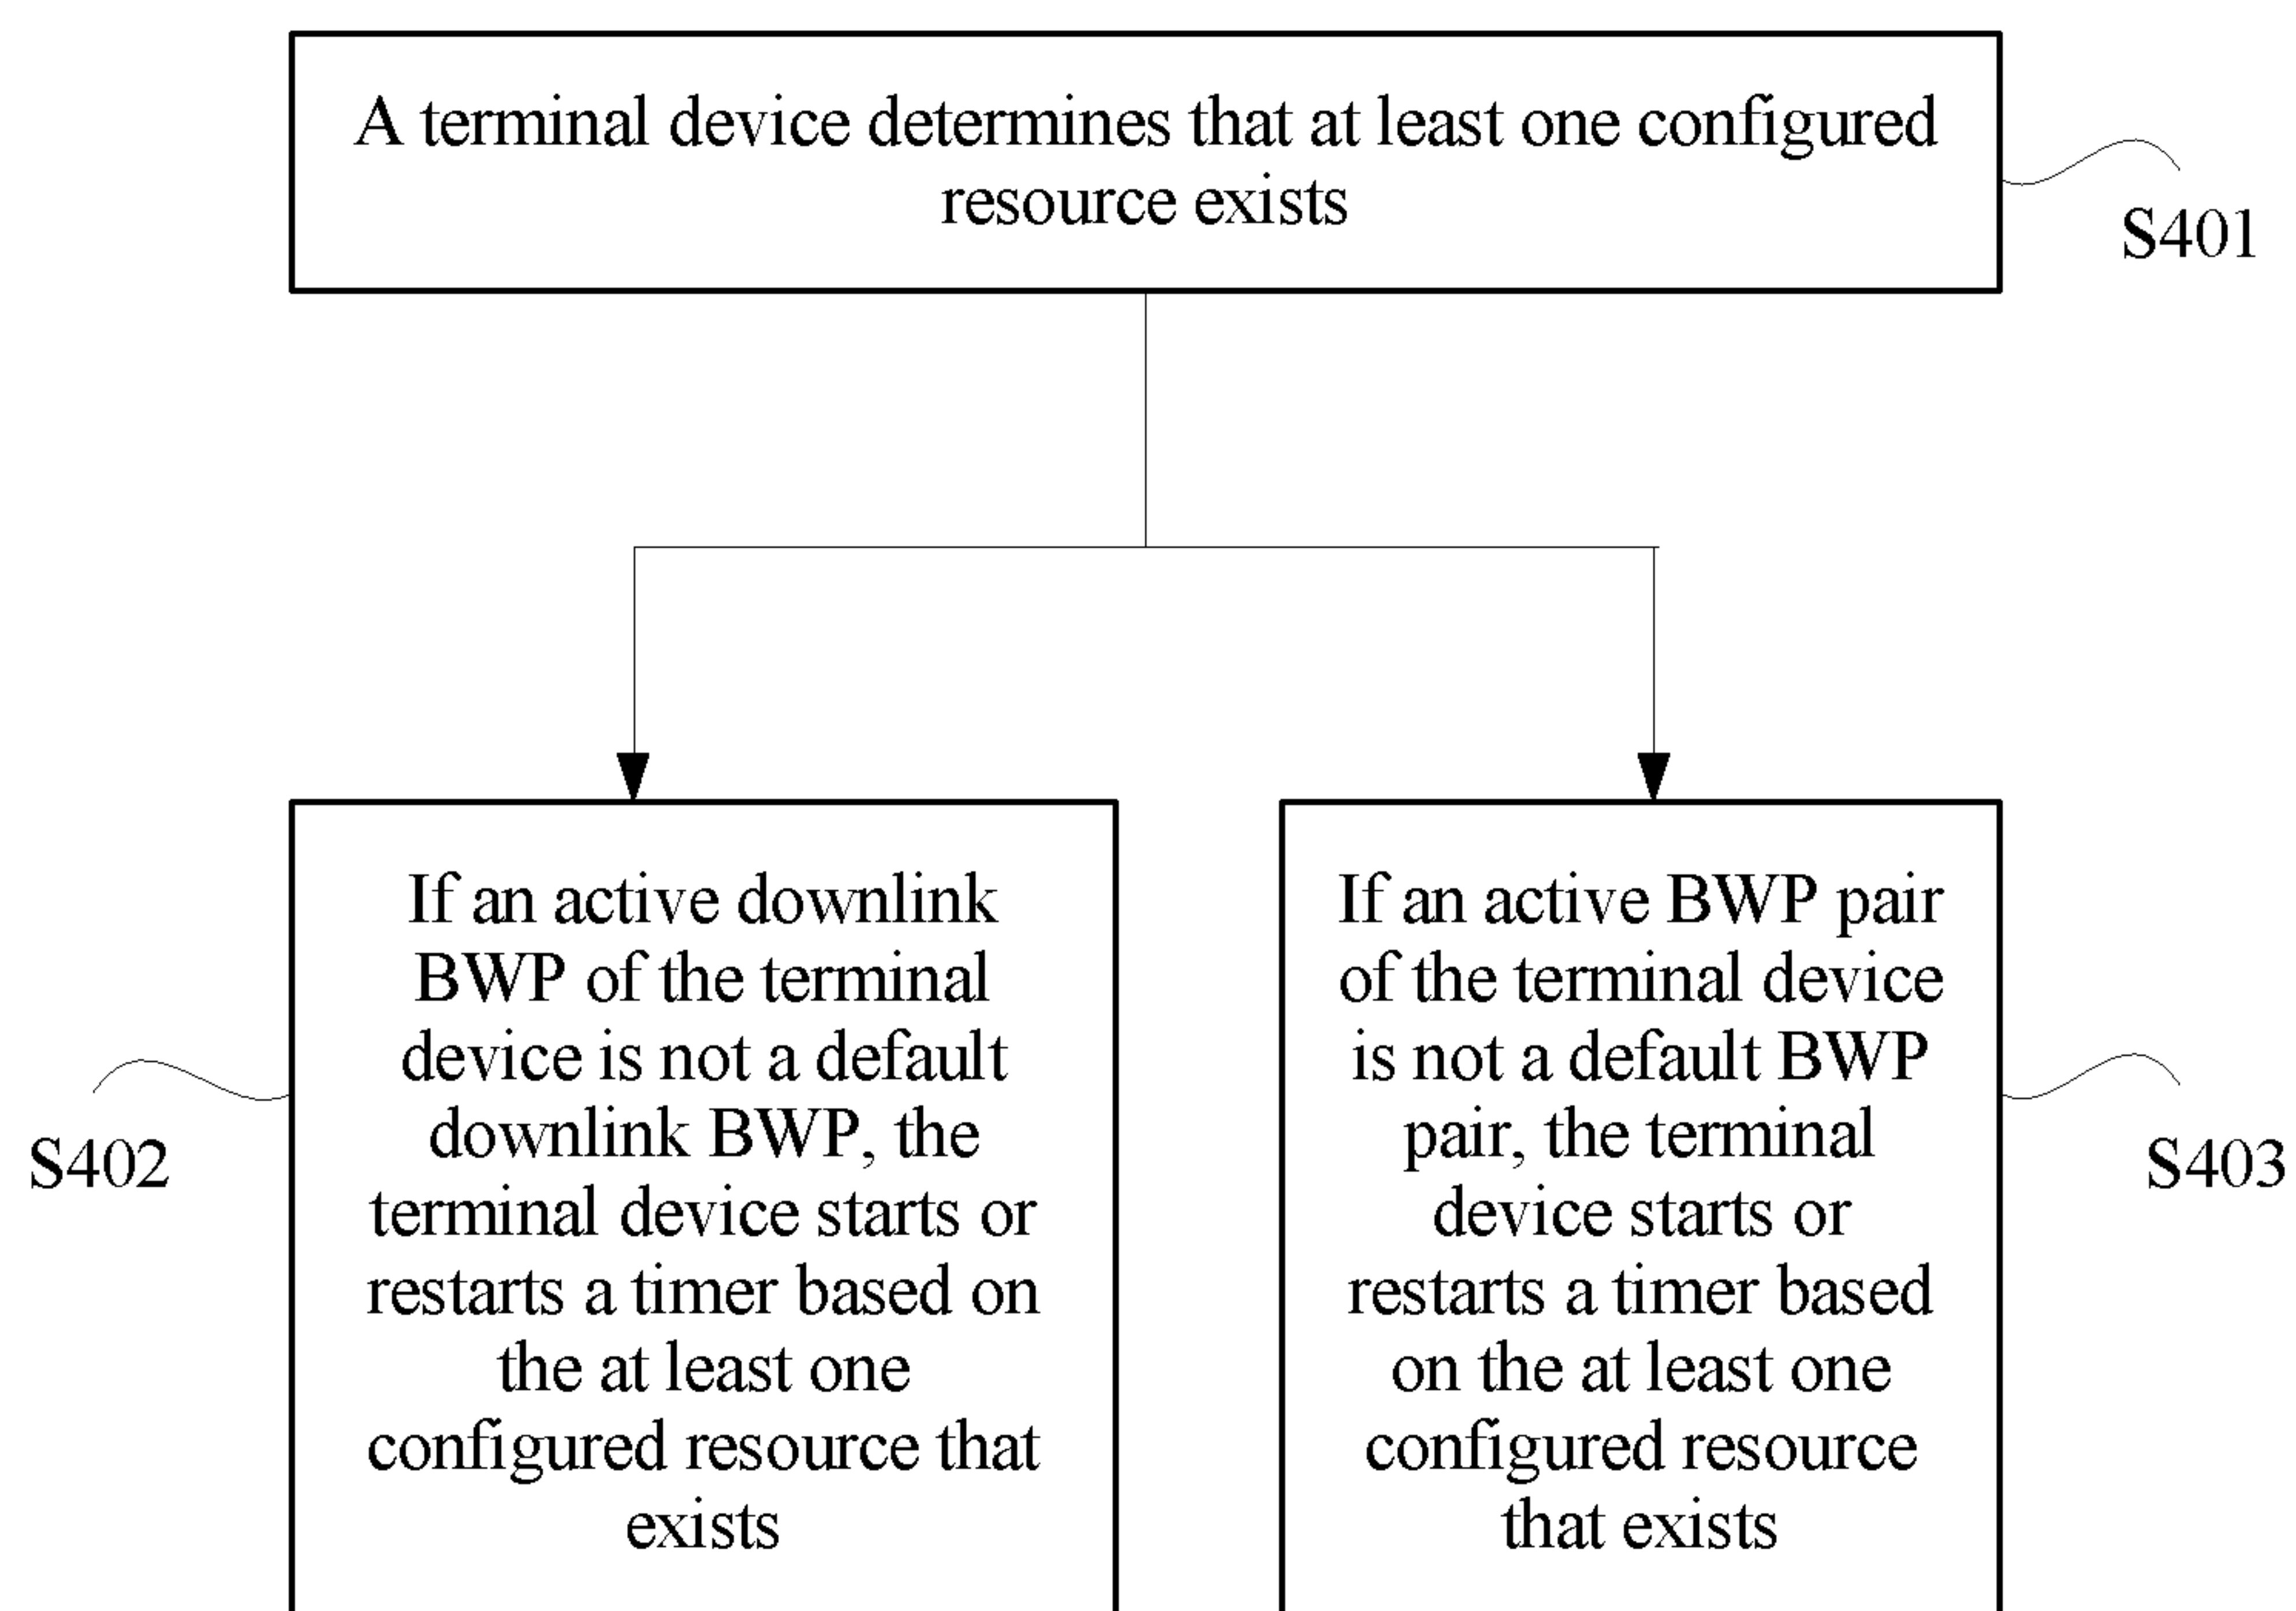 A terminal device determines that at least one configured
resource exists
S401
If an active downlink
BWP of the terminal
device is not a default
downlink BWP, the
terminal device starts or
restarts a timer based on
the at least one
configured resource that
exists
S402
If an active BWP pair
of the terminal device
is not a default BWP
pair, the terminal
device starts or
restarts a timer based
on the at least one
configured resource
that exists
S403